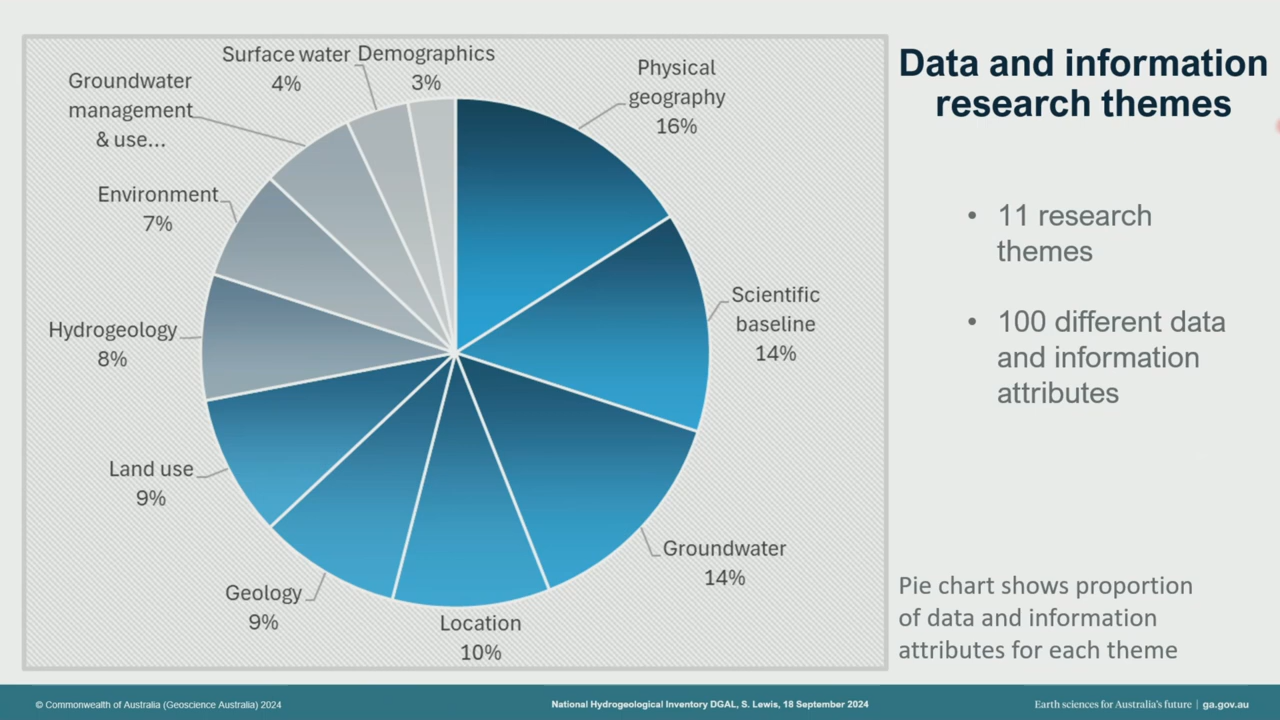 Data and information
research themes
Surface water
4%
Demographics
3%
Physical
geography
16%
Groundwater
management
& use...
Environment
7%
Scientific
baseline
14%
Hydrogeology
8%
Land use
9%
Groundwater
14%
Geology
9%
Location
10%
• 11 research
themes
• 100 different data
and information
attributes
Pie chart shows proportion
of data and information
attributes for each theme
© Commonwealth of Australia (Geoscience Australia) 2024
National Hydrogeological Inventory DGAL, S. Lewis, 18 September 2024
Earth sciences for Australia's future | ga.gov.au